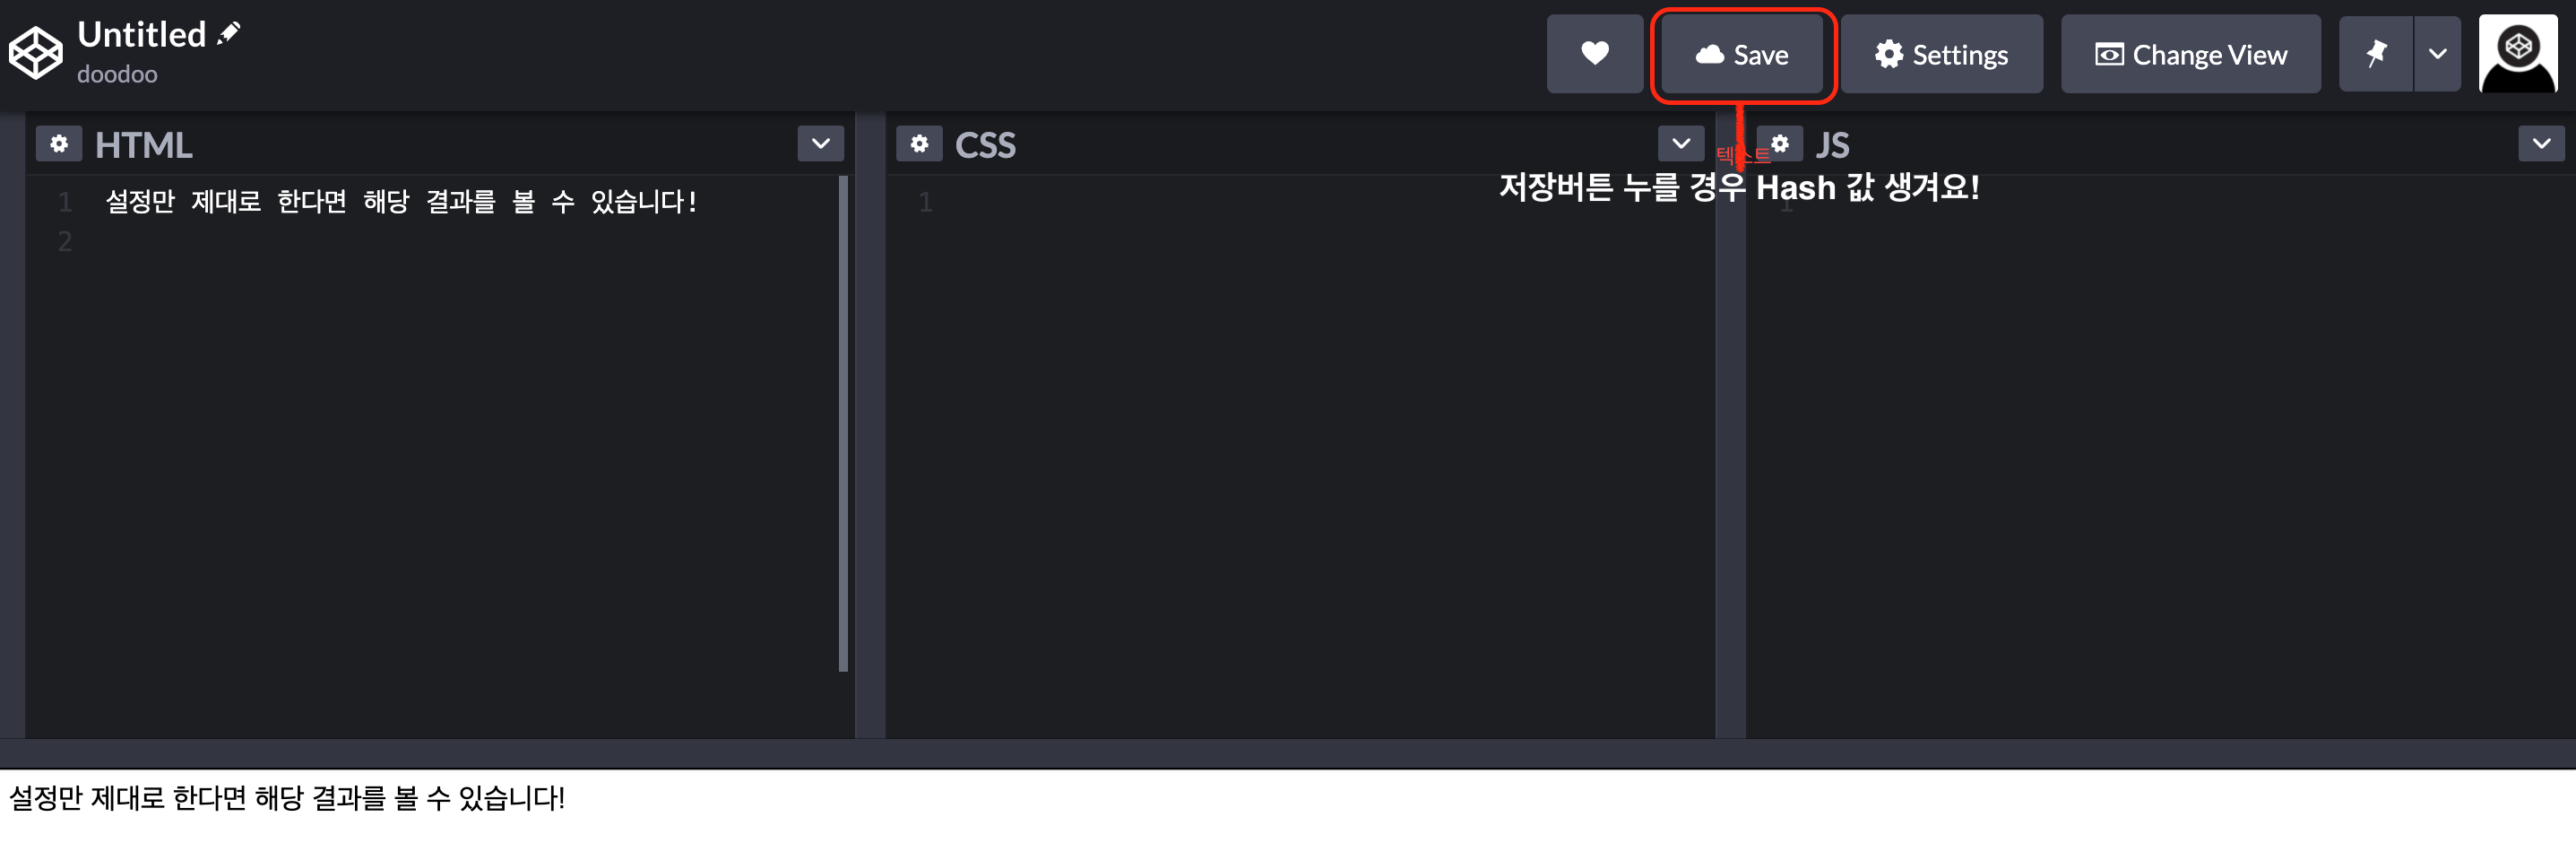 Untitled
doodoo
Save
Settings
Change View
HTML
CSS
JS
텍스트
저장버튼 누를 경우 Hash 값 생겨요!
1 설정만 제대로 한다면 해당 결과를 볼 수 있습니다!
2
1
1
설정만 제대로 한다면 해당 결과를 볼 수 있습니다!